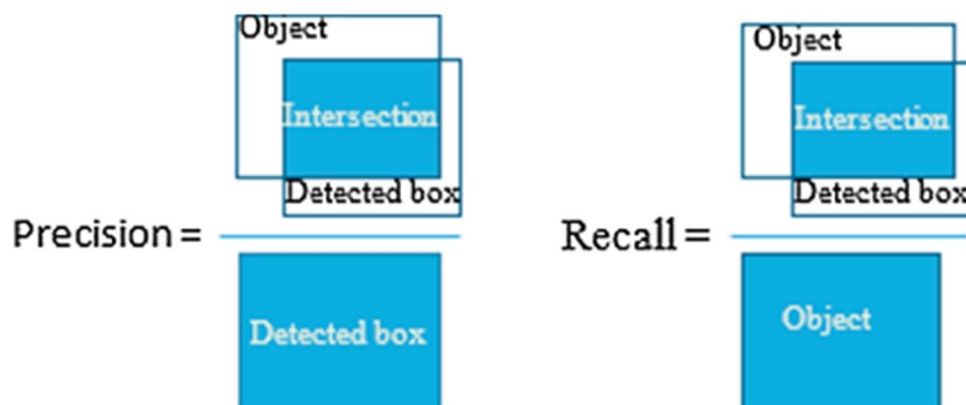 Object
Intersection
Detected box
Precision =
Detected box
Object
Intersection
Detected box
Recall =
Object